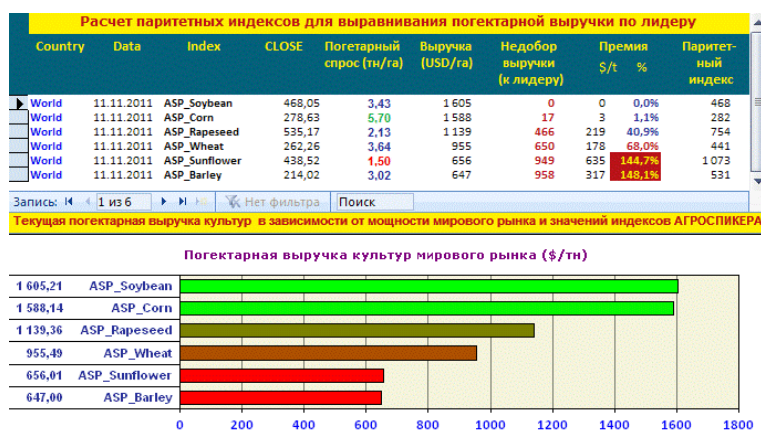 Расчет паритетных индексов для выравнивания погектарной выручки по лидеру
Country Data Index CLOSE Погетарный спрос (тн/га) Выручка (USD/га) Недобор выручки (к лидеру) Премия $/t % Паритет-ный индекс
World 11.11.2011 ASP_Soybean 468,05 3,43 1 605 0 0 0,0% 468
World 11.11.2011 ASP_Corn 278,63 5,70 1 588 17 3 1,1% 282
World 11.11.2011 ASP_Rapeseed 535,17 2,13 1 139 466 219 40,9% 754
World 11.11.2011 ASP_Wheat 262,26 3,64 955 650 178 68,0% 441
World 11.11.2011 ASP_Sunflower 438,52 1,50 656 949 635 144,7% 1 073
World 11.11.2011 ASP_Barley 214,02 3,02 647 958 317 148,1% 531
Запись: 1 из 6 Нет фильтра Поиск
Текущая погектарная выручка культур в зависимости от мощности мирового рынка и значений индексов АГРОСПИКЕРА
Погектарная выручка культур мирового рынка ($/тн)
1 605,21 ASP_Soybean
1 588,14 ASP_Corn
1 139,36 ASP_Rapeseed
955,49 ASP_Wheat
656,01 ASP_Sunflower
647,00 ASP_Barley
0 200 400 600 800 1000 1200 1400 1600 1800